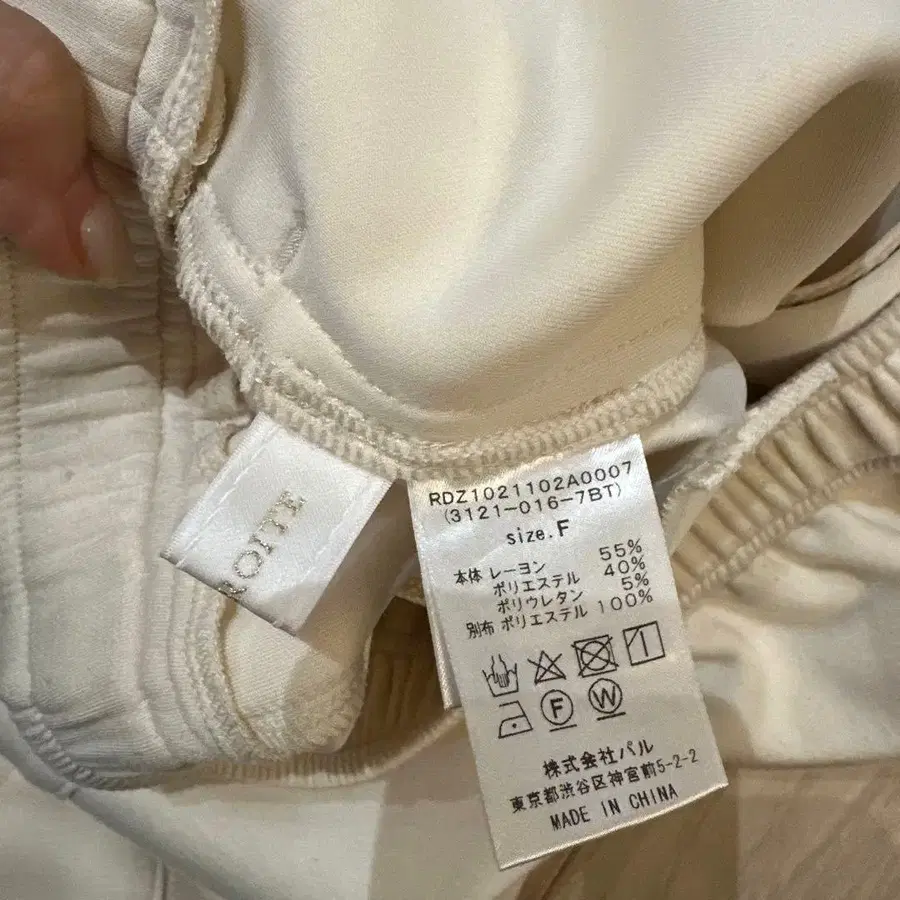 RDZ1021102A0007
(3121-016-7BT)
size.F
本体 レーヨン 55%
ポリエステル 40%
ポリウレタン 5%
別布 ポリエステル 100%
F W
株式会社パル
東京都渋谷区神宮前5-2-2
MADE IN CHINA